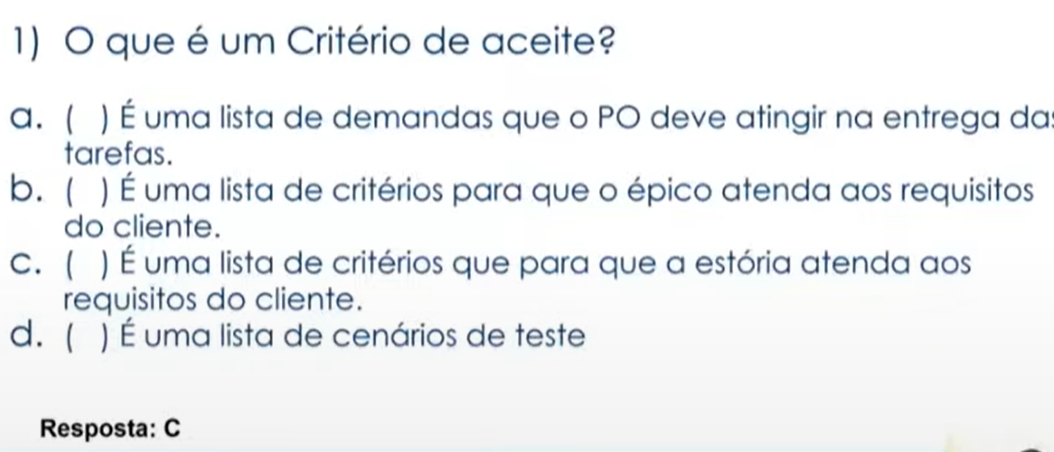 1) O que é um Critério de aceite?
a. ( ) É uma lista de demandas que o PO deve atingir na entrega das
tarefas.
b. ( ) É uma lista de critérios para que o épico atenda aos requisitos
do cliente.
c. ( ) É uma lista de critérios que para que a estória atenda aos
requisitos do cliente.
d. ( ) É uma lista de cenários de teste
Resposta: C